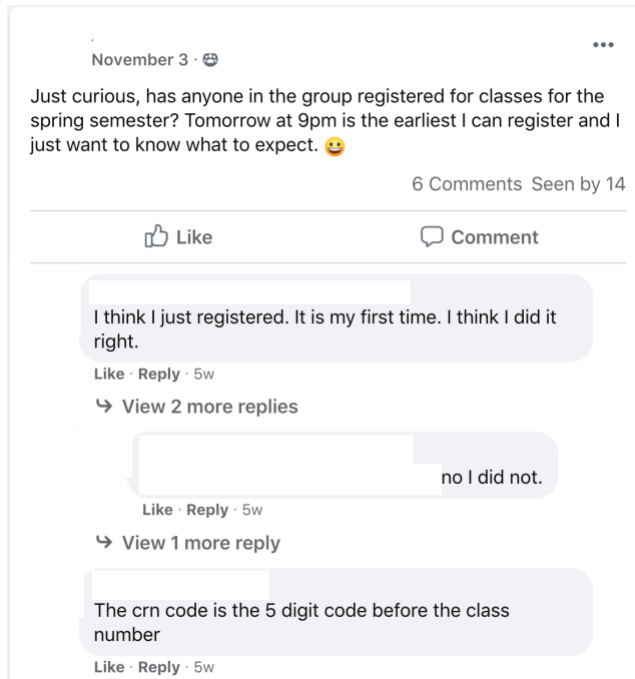 November 3 ·
Just curious, has anyone in the group registered for classes for the
spring semester? Tomorrow at 9pm is the earliest I can register and I
just want to know what to expect. 😀
6 Comments Seen by 14
Like Comment
I think I just registered. It is my first time. I think I did it
right.
Like · Reply · 5w
View 2 more replies
no I did not.
Like · Reply · 5w
View 1 more reply
The crn code is the 5 digit code before the class
number
Like · Reply · 5w